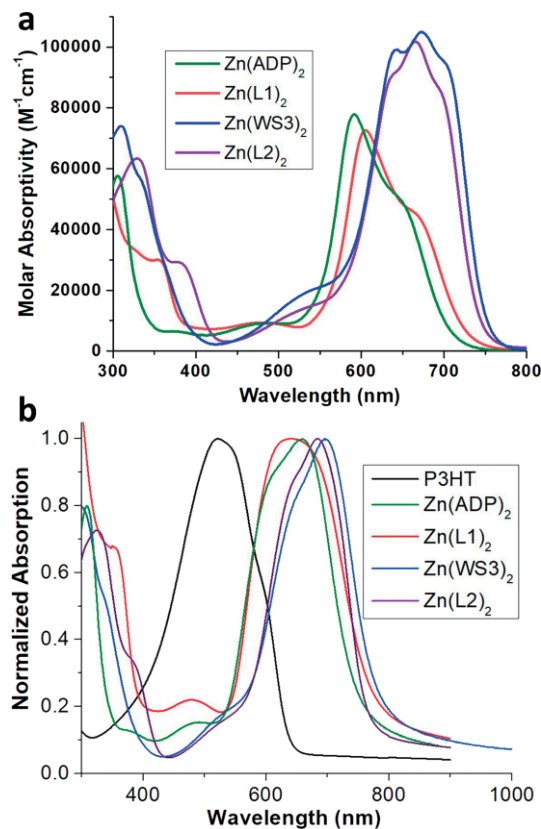 a
Molar Absorptivity (M⁻¹cm⁻¹)
100000
80000
60000
40000
20000
0
Zn(ADP)₂
Zn(L1)₂
Zn(WS3)₂
Zn(L2)₂
300 400 500 600 700 800
Wavelength (nm)
b
Normalized Absorption
1.0
0.8
0.6
0.4
0.2
0.0
P3HT
Zn(ADP)₂
Zn(L1)₂
Zn(WS3)₂
Zn(L2)₂
400 600 800 1000
Wavelength (nm)